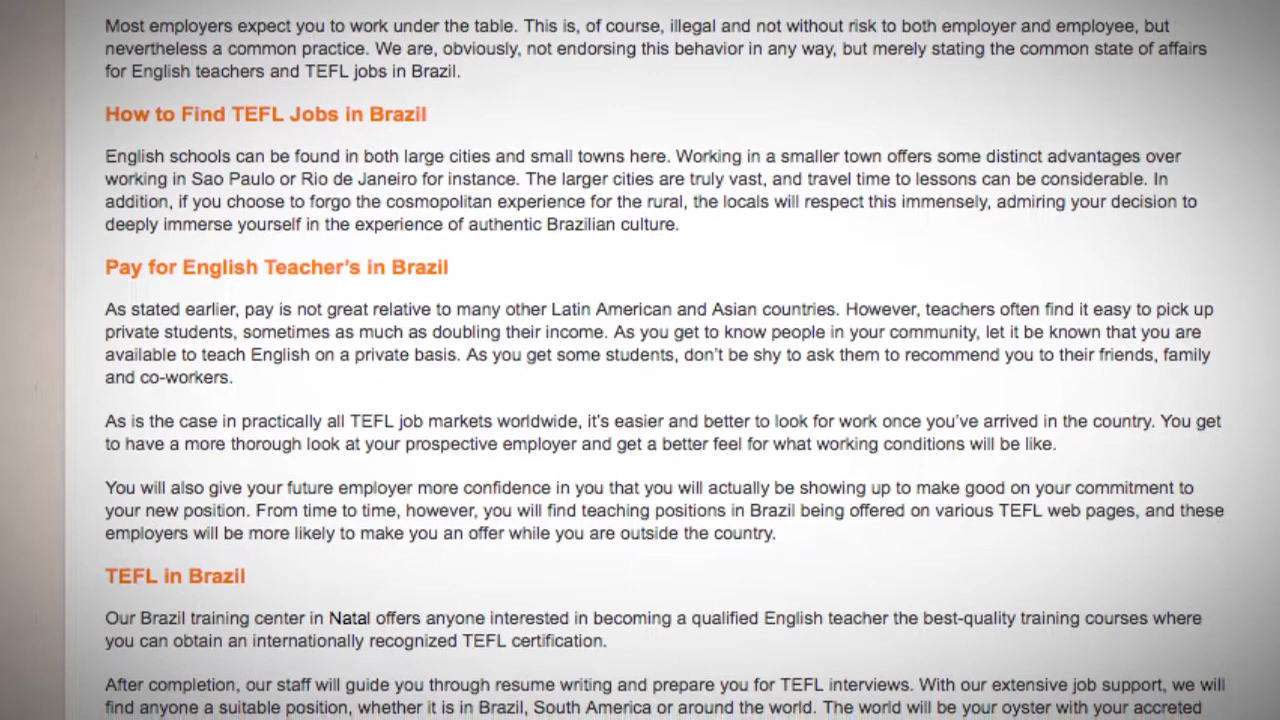 Most employers expect you to work under the table. This is, of course, illegal and not without risk to both employer and employee, but
nevertheless a common practice. We are, obviously, not endorsing this behavior in any way, but merely stating the common state of affairs
for English teachers and TEFL jobs in Brazil.
How to Find TEFL Jobs in Brazil
English schools can be found in both large cities and small towns here. Working in a smaller town offers some distinct advantages over
working in Sao Paulo or Rio de Janeiro for instance. The larger cities are truly vast, and travel time to lessons can be considerable. In
addition, if you choose to forgo the cosmopolitan experience for the rural, the locals will respect this immensely, admiring your decision to
deeply immerse yourself in the experience of authentic Brazilian culture.
Pay for English Teacher's in Brazil
As stated earlier, pay is not great relative to many other Latin American and Asian countries. However, teachers often find it easy to pick up
private students, sometimes as much as doubling their income. As you get to know people in your community, let it be known that you are
available to teach English on a private basis. As you get some students, don't be shy to ask them to recommend you to their friends, family
and co-workers.
As is the case in practically all TEFL job markets worldwide, it's easier and better to look for work once you've arrived in the country. You get
to have a more thorough look at your prospective employer and get a better feel for what working conditions will be like.
You will also give your future employer more confidence in you that you will actually be showing up to make good on your commitment to
your new position. From time to time, however, you will find teaching positions in Brazil being offered on various TEFL web pages, and these
employers will be more likely to make you an offer while you are outside the country.
TEFL in Brazil
Our Brazil training center in Natal offers anyone interested in becoming a qualified English teacher the best-quality training courses where
you can obtain an internationally recognized TEFL certification.
After completion, our staff will guide you through resume writing and prepare you for TEFL interviews. With our extensive job support, we will
find anyone a suitable position, whether it is in Brazil, South America or around the world. The world will be your oyster with your accreted